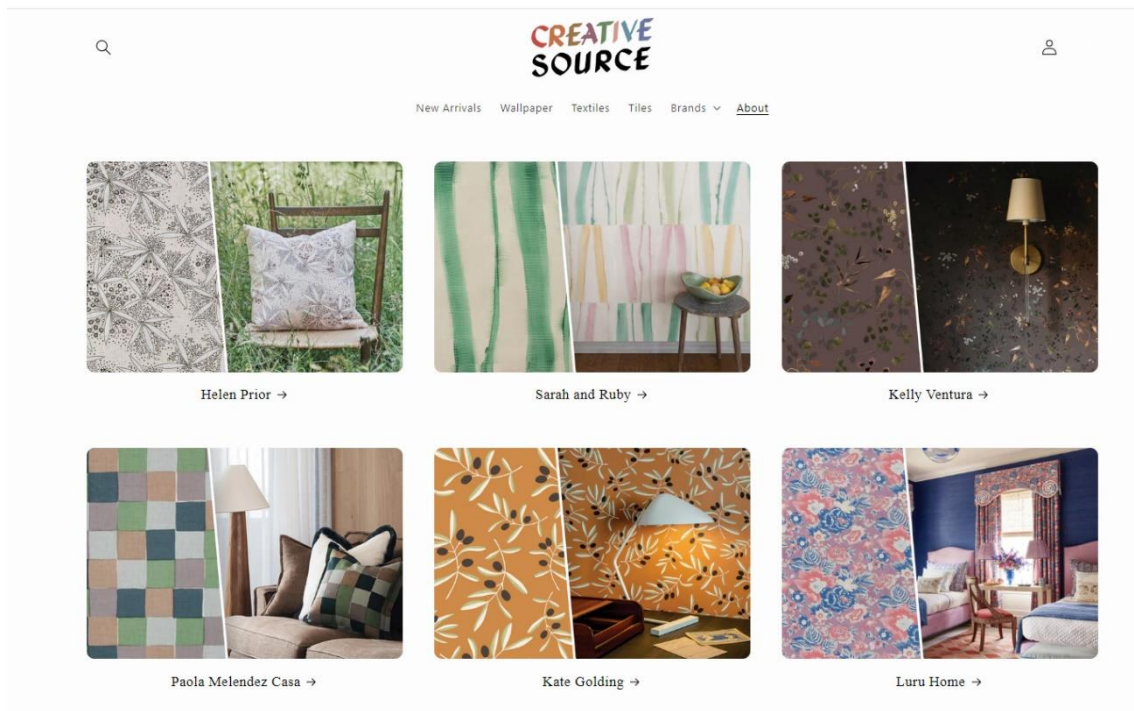 CREATIVE
SOURCE
New Arrivals Wallpaper Textiles Tiles Brands About
Helen Prior →
Sarah and Ruby →
Kelly Ventura →
Paola Melendez Casa →
Kate Golding →
Luru Home →